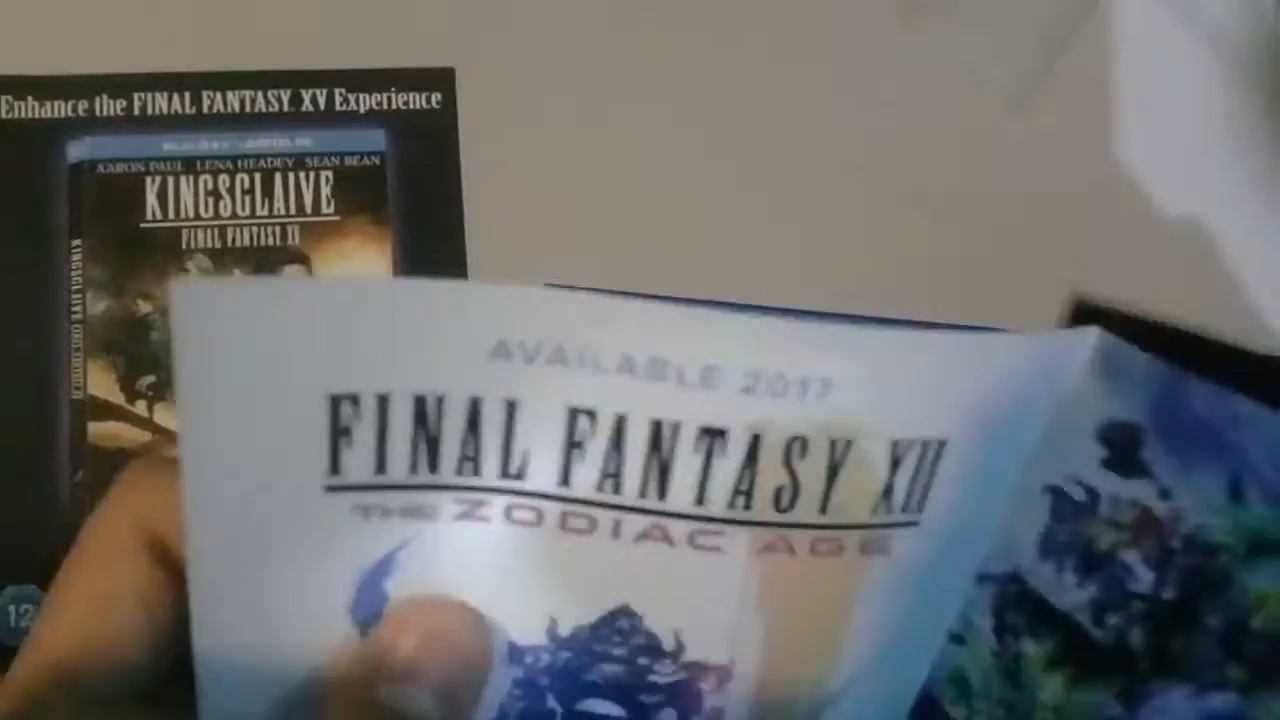 Enhance the FINAL FANTASY XV Experience
AARON PAUL LENA HEADEY SEAN BEAN
KINGSGLAIVE
FINAL FANTASY XV
AVAILABLE 2017
FINAL FANTASY XII
THE ZODIAC AGE
12